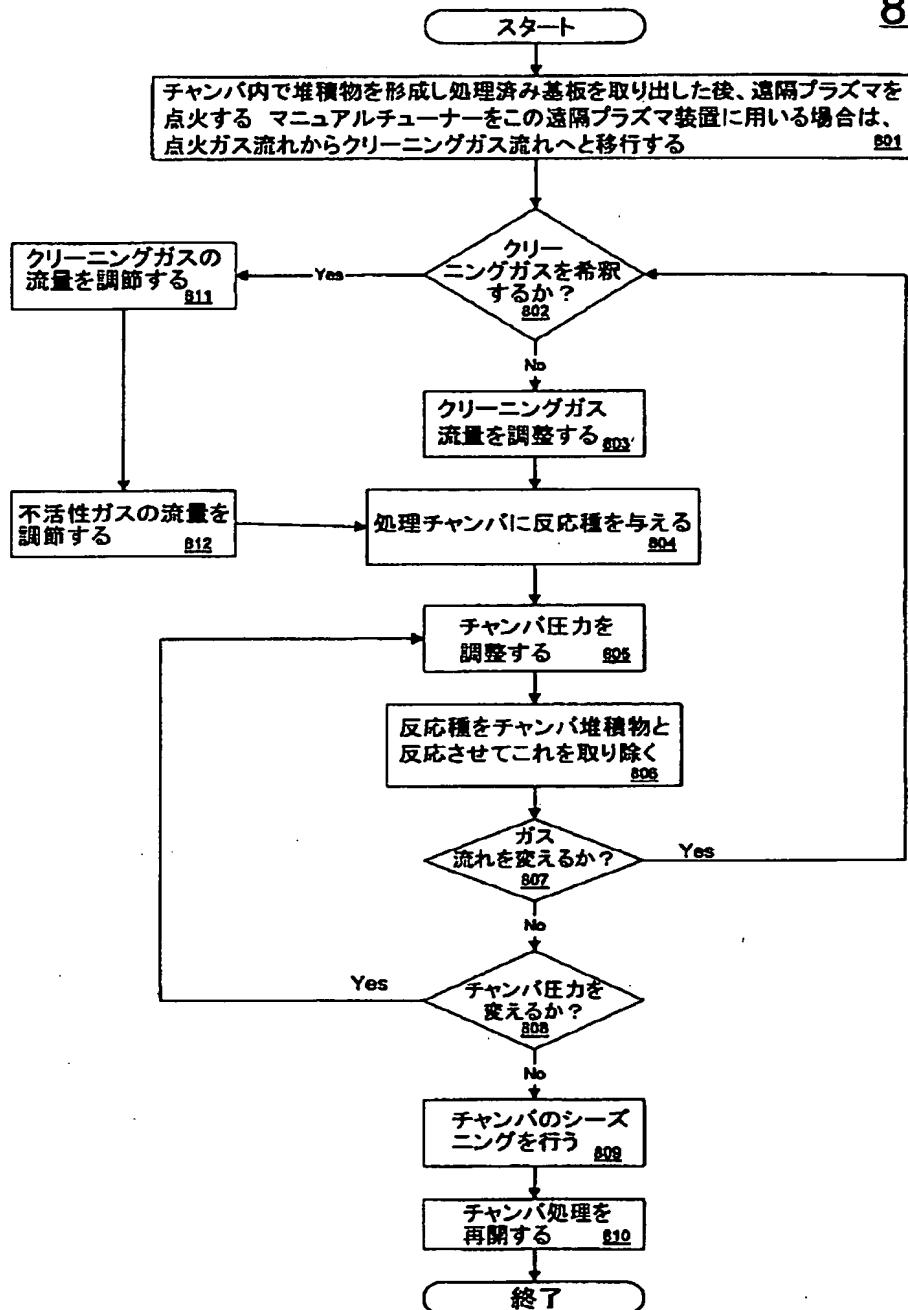 8
スタート
チャンバ内で堆積物を形成し処理済み基板を取り出した後、遠隔プラズマを
点火する マニュアルチューナーをこの遠隔プラズマ装置に用いる場合は、
点火ガス流れからクリーニングガス流れへと移行する 801
クリー
ニングガスを希釈
するか?
802
Yes
クリーニングガスの
流量を調節する
811
No
クリーニングガス
流量を調整する 803
不活性ガスの流量を
調節する 812
処理チャンバに反応種を与える
804
チャンバ圧力を
調整する 805
反応種をチャンバ堆積物と
反応させてこれを取り除く
806
ガス
流れを変えるか?
807
Yes
No
チャンバ圧力を
変えるか?
808
Yes
No
チャンバのシーズ
ニングを行う 809
チャンバ処理を
再開する 810
終了